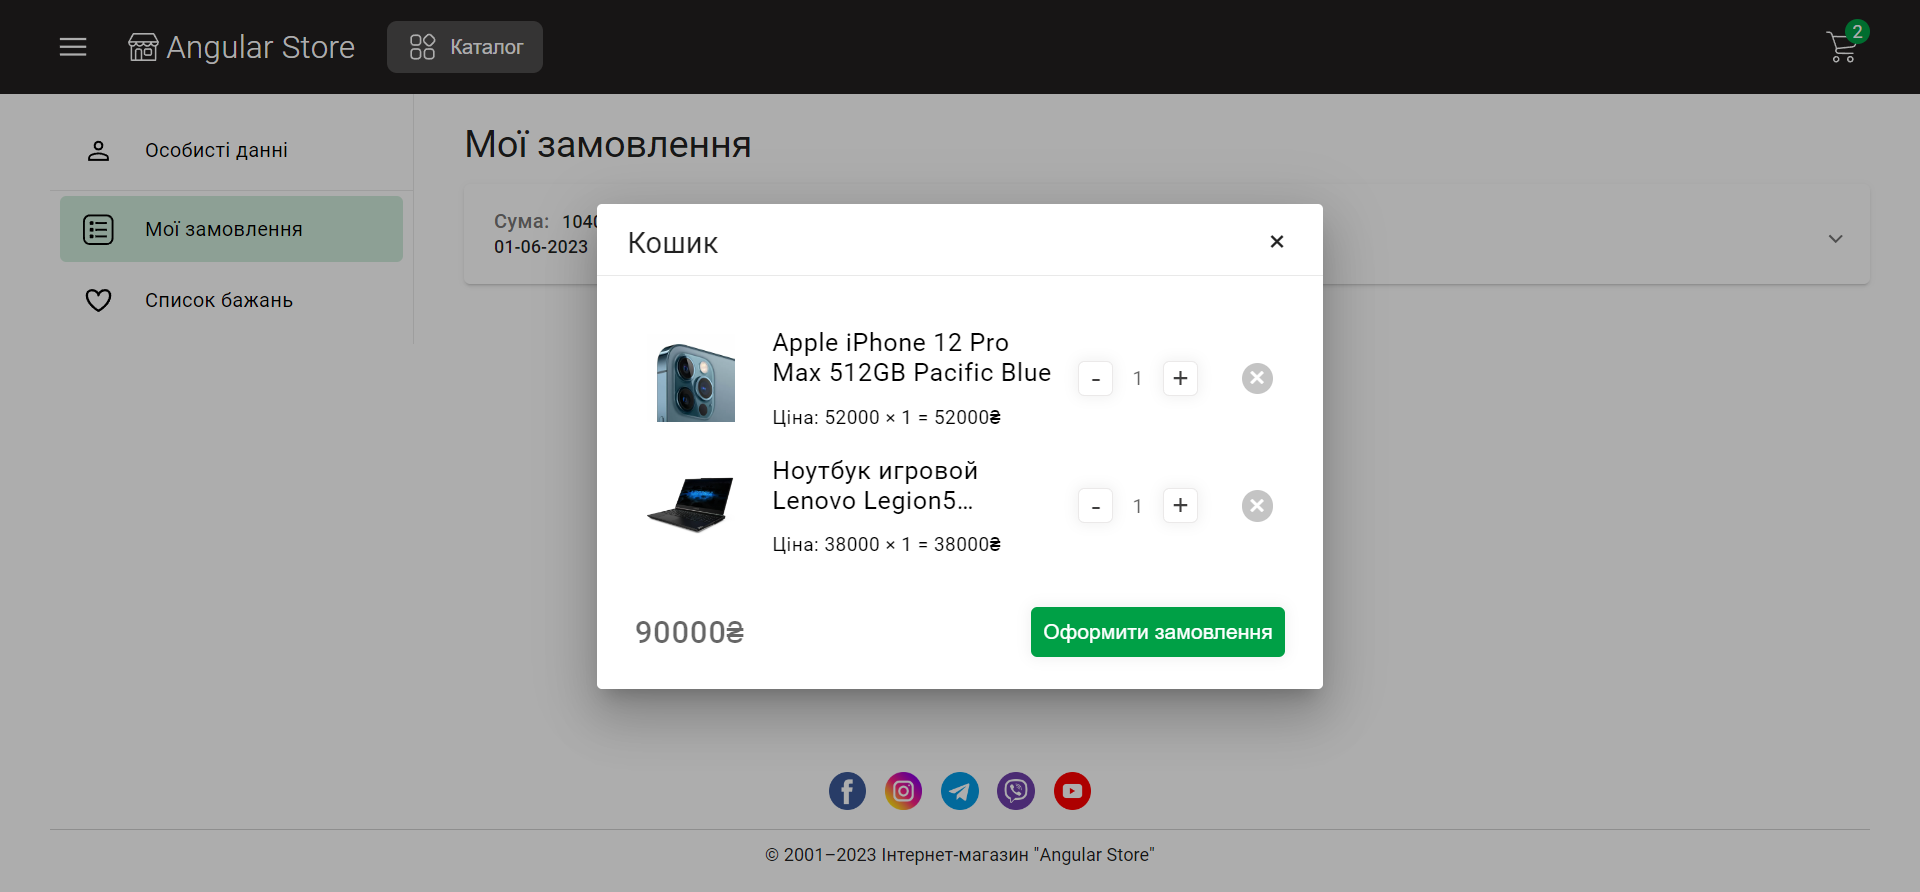 Angular Store
Каталог
2
Особисті данні
Мої замовлення
Список бажань
Мої замовлення
Сума: 1040
01-06-2023
Кошик
Apple iPhone 12 Pro
Max 512GB Pacific Blue
- 1 +
Ціна: 52000 × 1 = 52000₴
Ноутбук игровой
Lenovo Legion5...
- 1 +
Ціна: 38000 × 1 = 38000₴
90000₴
Оформити замовлення
© 2001–2023 Інтернет-магазин "Angular Store"